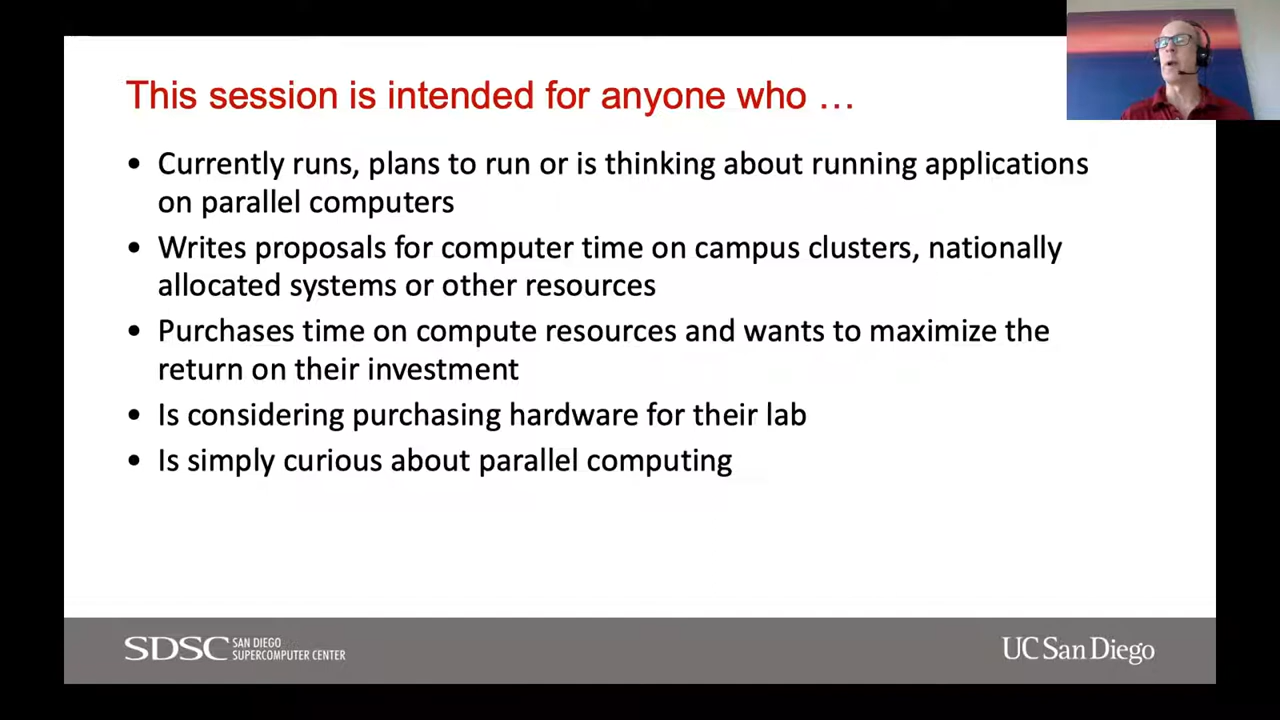 This session is intended for anyone who …
• Currently runs, plans to run or is thinking about running applications
on parallel computers
• Writes proposals for computer time on campus clusters, nationally
allocated systems or other resources
• Purchases time on compute resources and wants to maximize the
return on their investment
• Is considering purchasing hardware for their lab
• Is simply curious about parallel computing
SDSC SAN DIEGO
SUPERCOMPUTER CENTER
UC San Diego